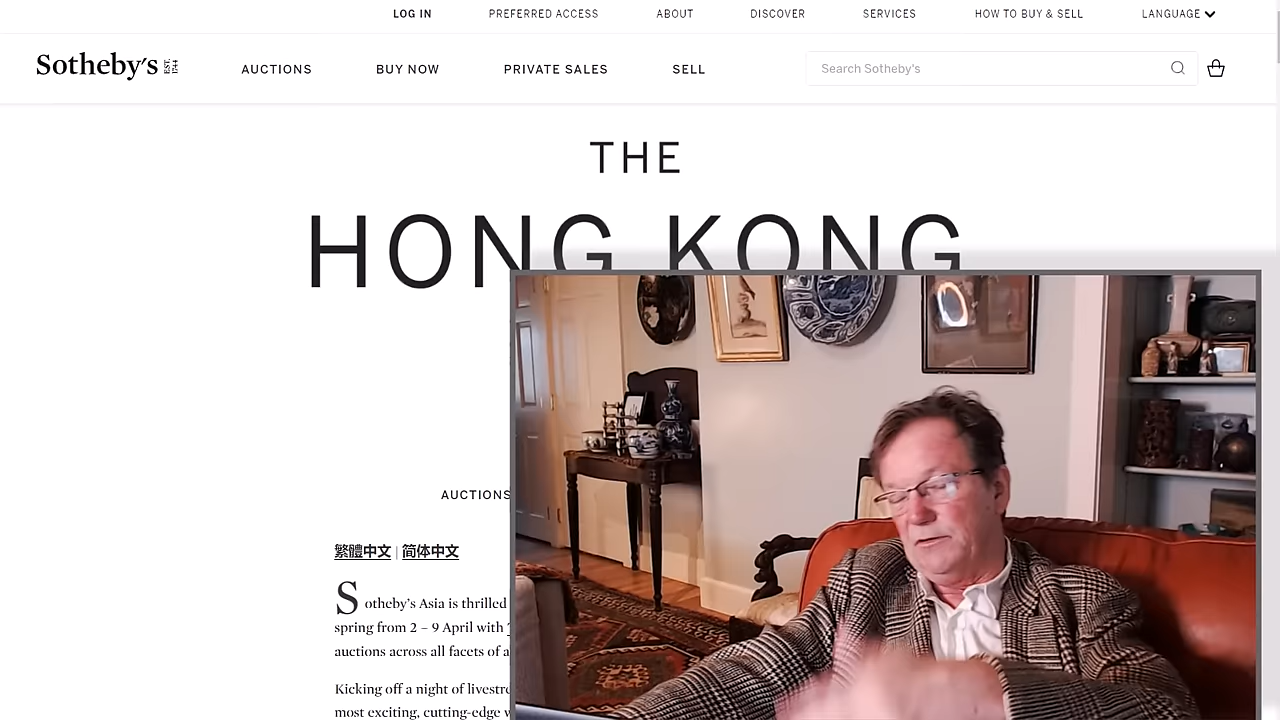 LOG IN
PREFERRED ACCESS
ABOUT
DISCOVER
SERVICES
HOW TO BUY & SELL
LANGUAGE
Sotheby's EST. 1744
AUCTIONS
BUY NOW
PRIVATE SALES
SELL
Search Sotheby's
THE
HONG KONG
AUCTIONS
繁體中文 | 简体中文
Sotheby's Asia is thrilled
spring from 2 – 9 April with
auctions across all facets of
Kicking off a night of
most exciting, cutting-edge